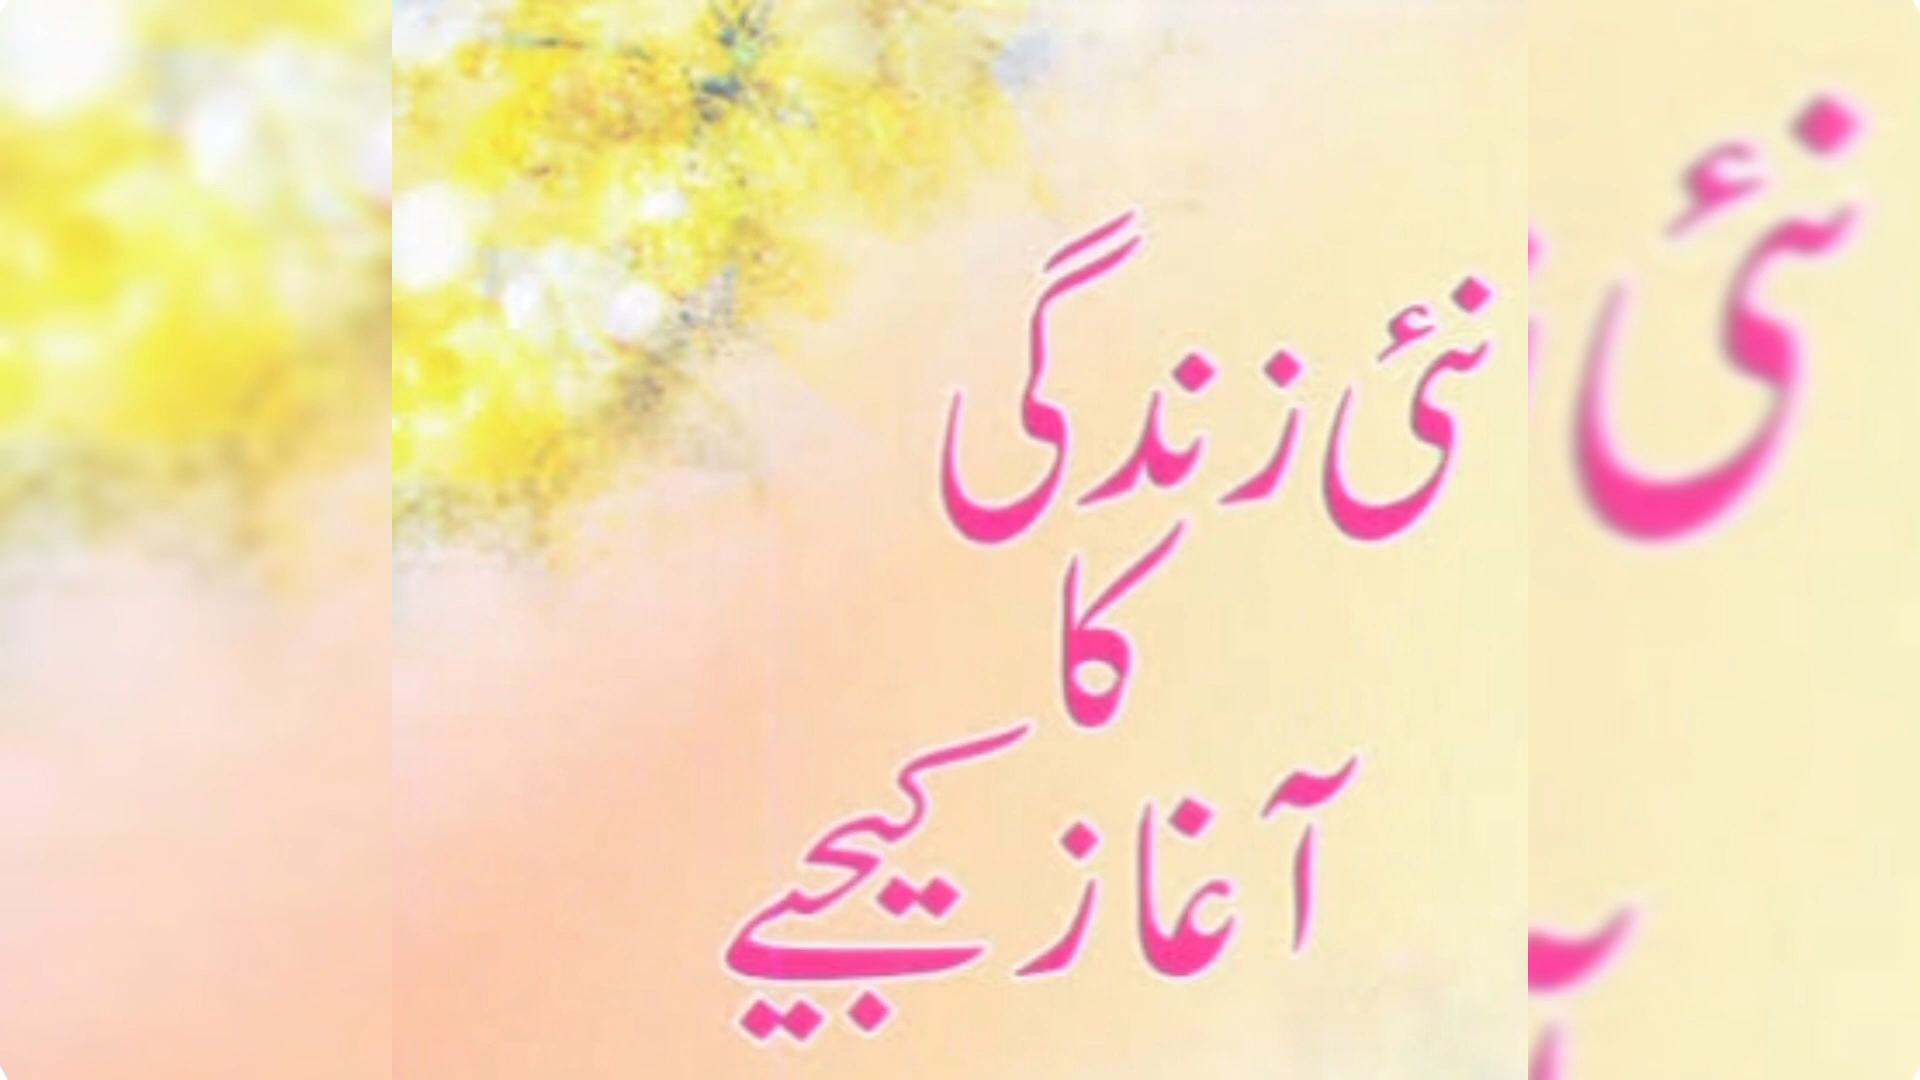 نئی زندگی
کا
آغاز کیجیے